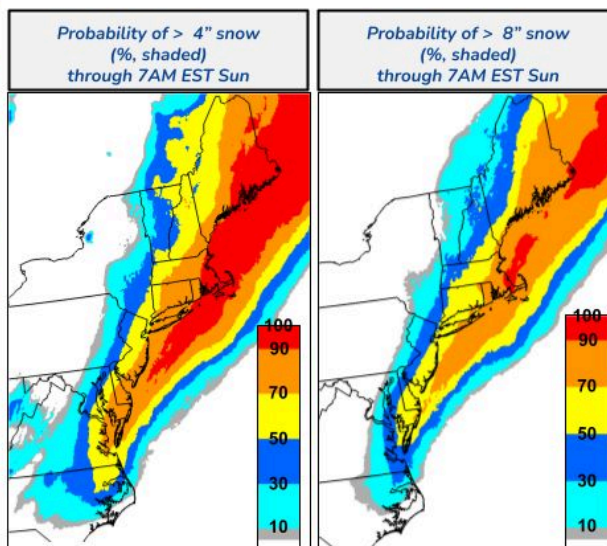 Probability of > 4” snow
(%, shaded)
through 7AM EST Sun
Probability of > 8” snow
(%, shaded)
through 7AM EST Sun
100
90
70
50
30
10
100
90
70
50
30
10